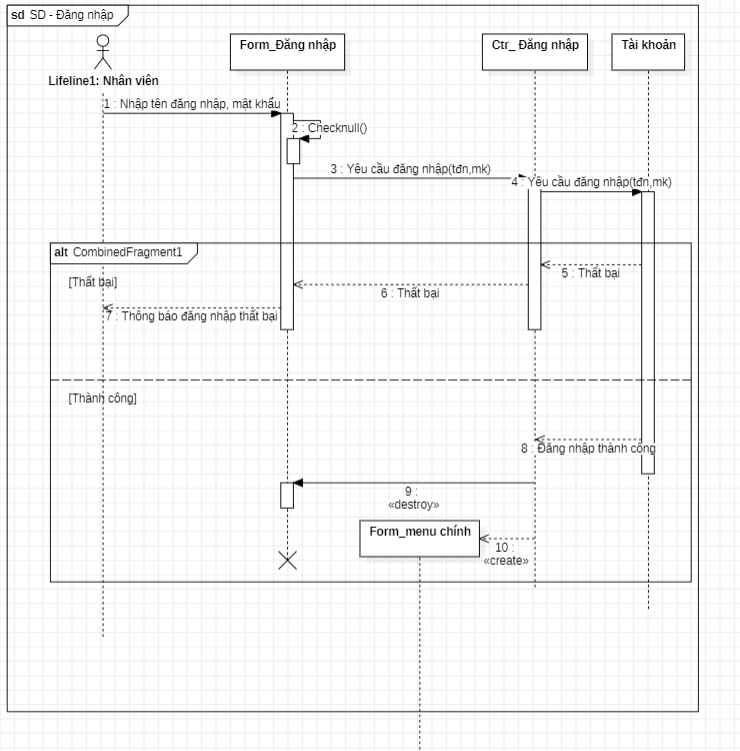 sd SD - Đăng nhập
Form_Đăng nhập
Ctr_ Đăng nhập
Tài khoản
Lifeline1: Nhân viên
1 : Nhập tên đăng nhập, mật khẩu
2 : Checknull()
3 : Yêu cầu đăng nhập(tđn,mk)
4 : Yêu cầu đăng nhập(tđn,mk)
alt CombinedFragment1
[Thất bại]
5 : Thất bại
6 : Thất bại
7 : Thông báo đăng nhập thất bại
[Thành công]
8 : Đăng nhập thành công
9 :
«destroy»
Form_menu chính
10 :
«create»